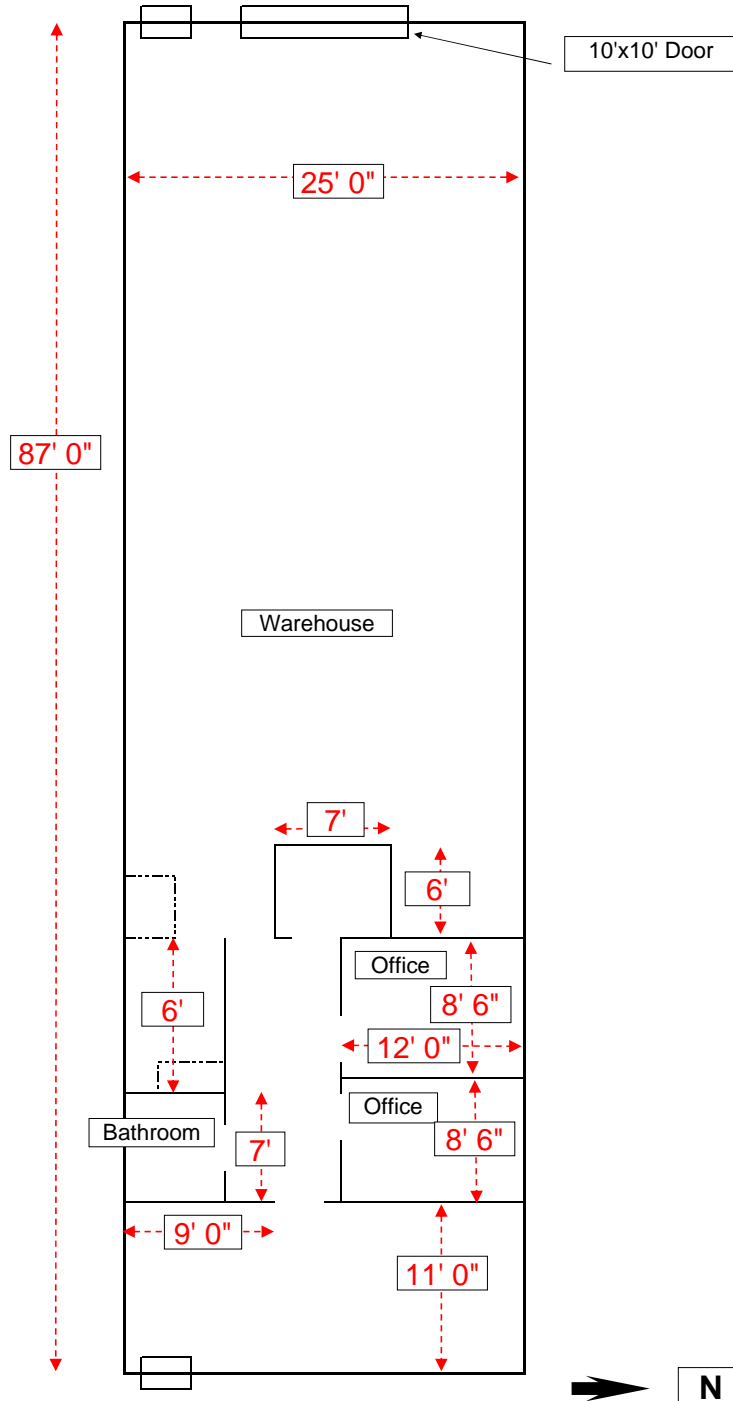 10'x10' Door
25' 0"
87' 0"
Warehouse
7'
6'
Office
6'
8' 6"
12' 0"
Office
Bathroom
7'
8' 6"
9' 0"
11' 0"
N